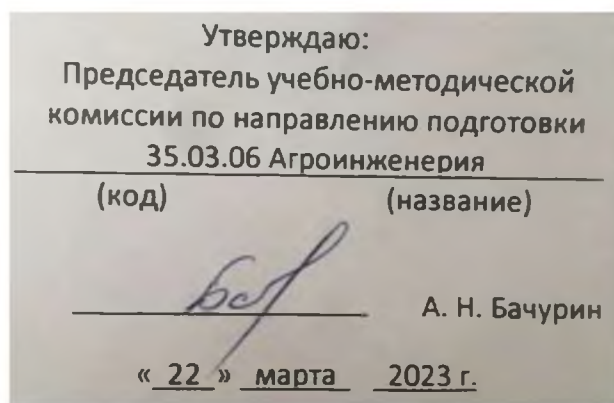 Утверждаю:
Председатель учебно-методической
комиссии по направлению подготовки
35.03.06 Агроинженерия
(код) (название)
А. Н. Бачурин
« 22 » марта 2023 г.